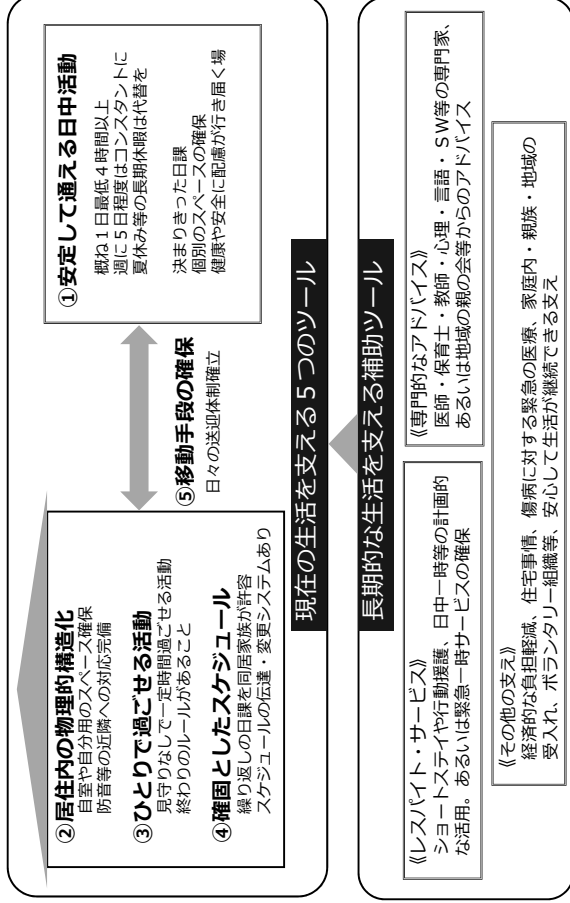 ①安定して通える日中活動
概ね1日最低4時間以上
週に5日程度はコンスタントに
夏休み等の長期休暇は代替を
決まりきった日課
個別のスペースの確保
健康や安全に配慮が行き届く場
⑤移動手段の確保
日々の送迎体制確立
②居住内の物理的構造化
自室や自分用のスペース確保
防音等の近隣への対応完備
③ひとりで過ごせる活動
見守りなしで一定時間過ごせる活動
終わりのルールがあること
④確固としたスケジュール
繰り返しの日課を同居家族が許容
スケジュールの伝達・変更システムあり
現在の生活を支える5つのツール
長期的な生活を支える補助ツール
《レスパイト・サービス》
ショートステイや行動援護、日中一時等の計画的
な活用。あるいは緊急一時サービスの確保
《専門的なアドバイス》
医師・保育士・教師・心理・言語・SW等の専門家、
あるいは地域の親の会等からのアドバイス
《その他の支え》
経済的な負担軽減、住宅事情、傷病に対する緊急の医療、家庭内・親族・地域の
受入れ、ボランタリー組織等、安心して生活が継続できる支え